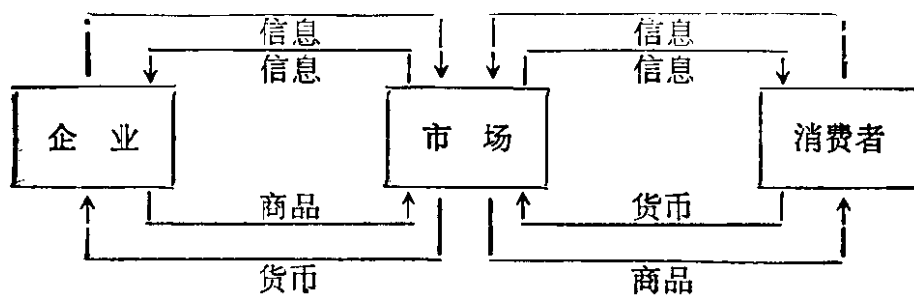 信息 信息
信息 信息
企业 市场 消费者
商品 货币
货币 商品